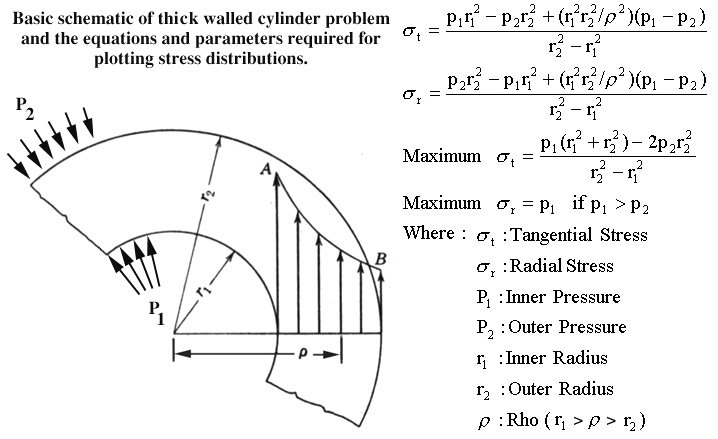 Basic schematic of thick walled cylinder problem
and the equations and parameters required for
plotting stress distributions.
P₂
A
r₂
B
r₁
P₁
ρ
σₜ = (p₁r₁² − p₂r₂² + (r₁²r₂²/ρ²)(p₁ − p₂)) / (r₂² − r₁²)
σᵣ = (p₂r₂² − p₁r₁² + (r₁²r₂²/ρ²)(p₁ − p₂)) / (r₂² − r₁²)
Maximum σₜ = (p₁(r₁² + r₂²) − 2p₂r₂²) / (r₂² − r₁²)
Maximum σᵣ = p₁ if p₁ > p₂
Where : σₜ : Tangential Stress
σᵣ : Radial Stress
P₁ : Inner Pressure
P₂ : Outer Pressure
r₁ : Inner Radius
r₂ : Outer Radius
ρ : Rho ( r₁ > ρ > r₂ )